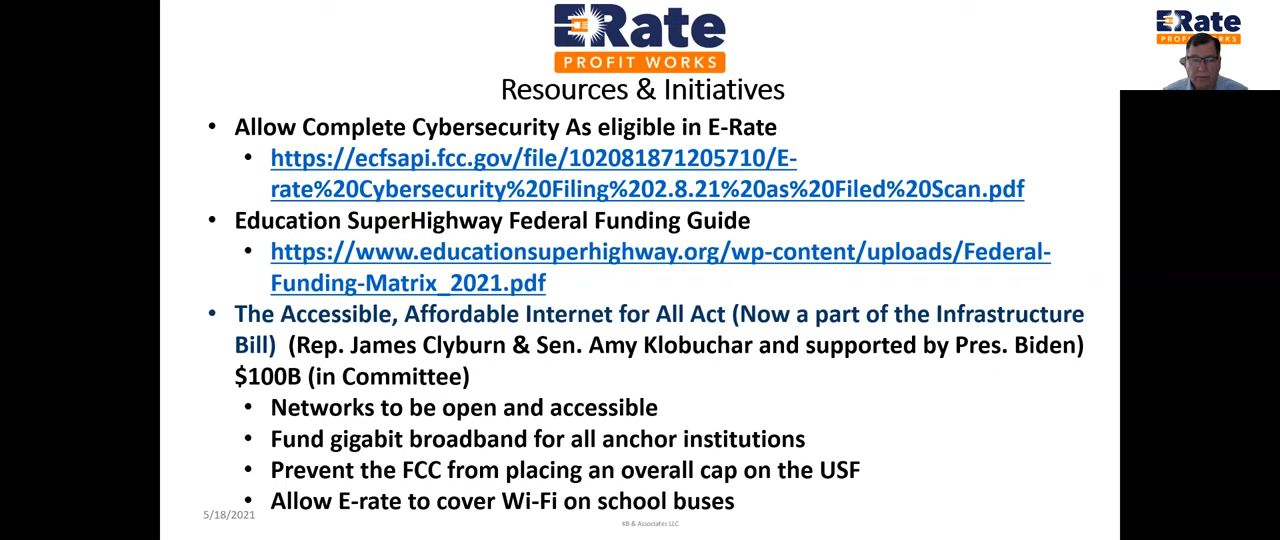 ERate
PROFIT WORKS
ERate
PROFIT WORKS
Resources & Initiatives
• Allow Complete Cybersecurity As eligible in E-Rate
• https://ecfsapi.fcc.gov/file/102081871205710/E-
rate%20Cybersecurity%20Filing%202.8.21%20as%20Filed%20Scan.pdf
• Education SuperHighway Federal Funding Guide
• https://www.educationsuperhighway.org/wp-content/uploads/Federal-
Funding-Matrix_2021.pdf
• The Accessible, Affordable Internet for All Act (Now a part of the Infrastructure
Bill) (Rep. James Clyburn & Sen. Amy Klobuchar and supported by Pres. Biden)
$100B (in Committee)
• Networks to be open and accessible
• Fund gigabit broadband for all anchor institutions
• Prevent the FCC from placing an overall cap on the USF
• Allow E-rate to cover Wi-Fi on school buses
5/18/2021
KB & Associates LLC